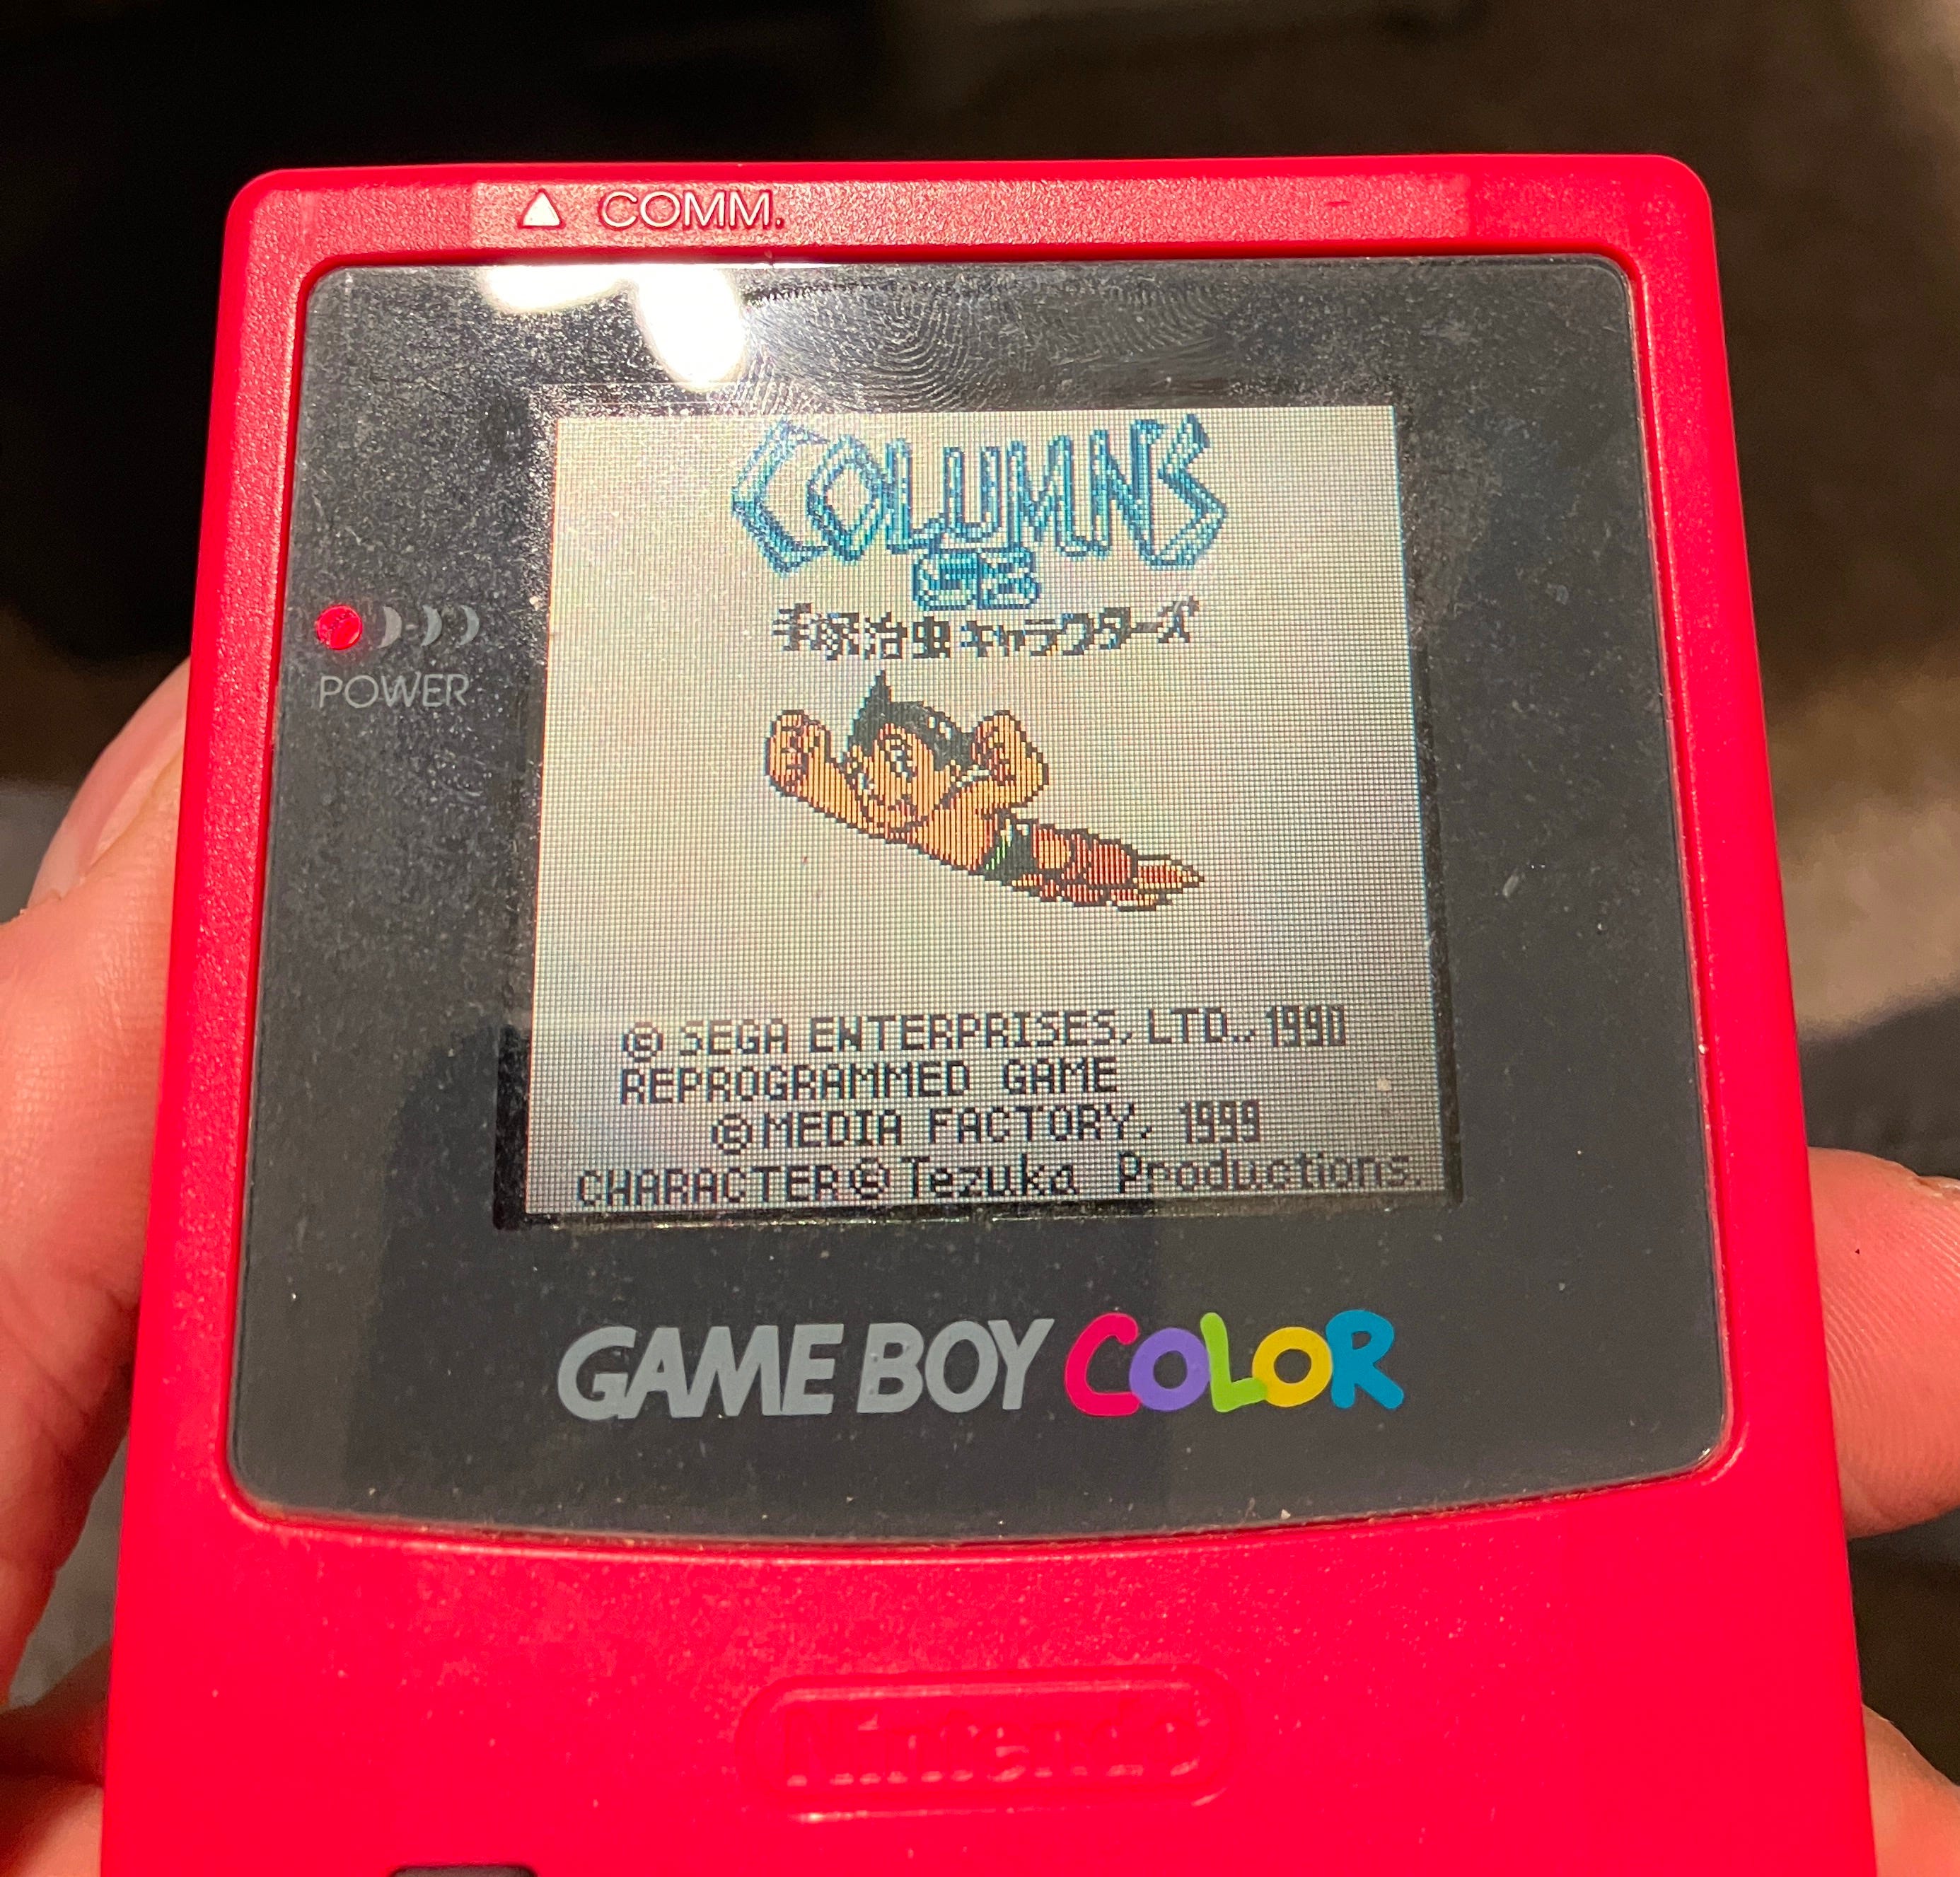 COMM.
COLUMNS
GB
手塚治虫キャラクターズ
POWER
© SEGA ENTERPRISES, LTD., 1990
REPROGRAMMED GAME
© MEDIA FACTORY, 1999
CHARACTER © Tezuka Productions.
GAME BOY COLOR
Nintendo